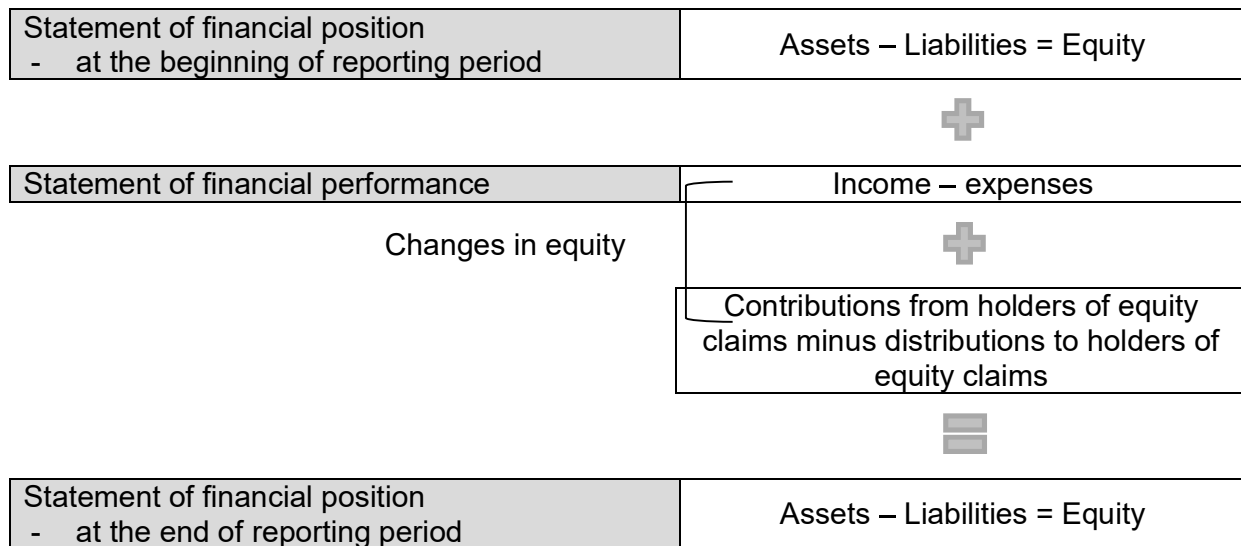 Statement of financial position
- at the beginning of reporting period
Assets – Liabilities = Equity
Statement of financial performance
Income – expenses
Changes in equity
Contributions from holders of equity
claims minus distributions to holders of
equity claims
Statement of financial position
- at the end of reporting period
Assets – Liabilities = Equity